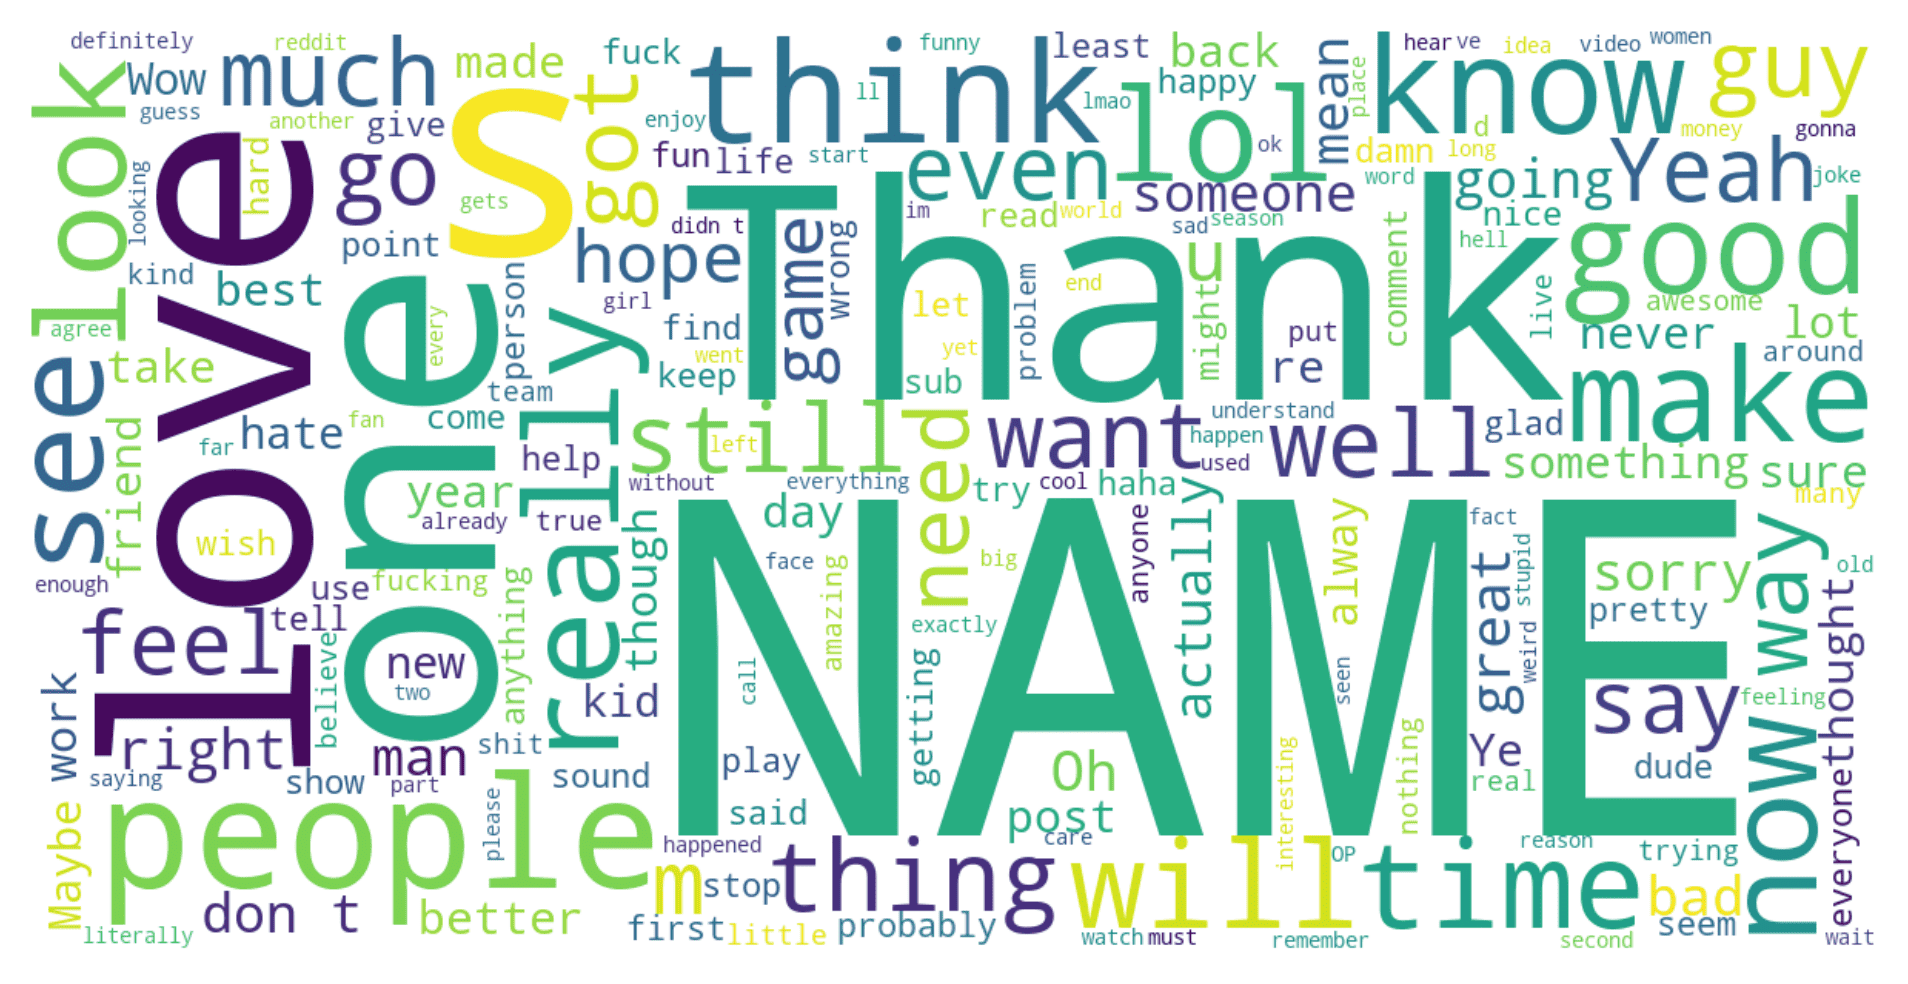 definitely
reddit
Wow
much
made
fuck
think
funny
least
back
know
hear
ve
idea
video
women
guy
guess
another
give
look
love
S
got
enjoy
ll
lmao
happy
lol
mean
place
d
money
gonna
looking
hard
go
gets
fun
life
start
even
ok
damn
long
someone
word
going
Yeah
joke
point
didn t
hope
im
read
world
sad
season
nice
hell
good
kind
best
one
every
person
girl
game
wrong
Thank
let
end
problem
u
might
comment
live
awesome
never
lot
agree
take
see
team
really
find
went
keep
yet
sub
put
re
around
make
friend
far
hate
fan
come
help
still
left
need
want
understand
happen
used
well
glad
something
sure
many
wish
year
already
true
without
everything
day
try
cool
haha
actually
anyone
NAME
alway
fact
great
stupid
weird
sorry
pretty
way
old
enough
use
tell
fucking
anything
though
face
amazing
big
exactly
feel
believe
new
two
kid
call
getting
seen
say
feeling
thought
work
right
man
shit
sound
play
Oh
post
interesting
nothing
Ye
real
dude
now
everyone
saying
show
part
please
said
care
happened
Maybe
people
m
stop
thing
will
OP
time
reason
trying
bad
don t
better
first
little
probably
watch
must
remember
second
seem
wait
literally